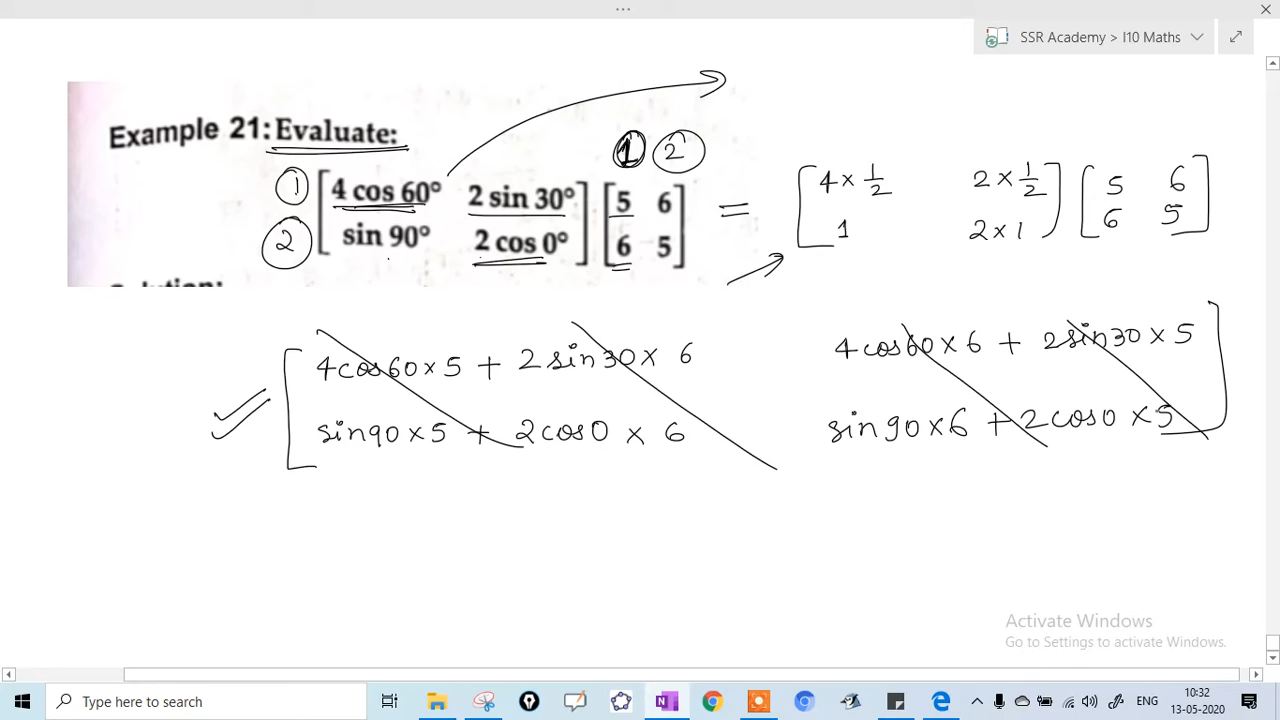 SSR Academy > I10 Maths
Example 21: Evaluate:
1 2
1 [4 cos 60° 2 sin 30°] [5 6] = [4 × 1/2 2 × 1/2] [5 6]
2 [sin 90° 2 cos 0°] [6 5] [1 2 × 1] [6 5]
[4cos60×5 + 2sin30× 6 4cos60×6 + 2sin30×5]
[sin90×5 + 2cos0 × 6 sin90×6 + 2cos0 ×5]
Activate Windows
Go to Settings to activate Windows.
Type here to search
ENG
10:32
13-05-2020